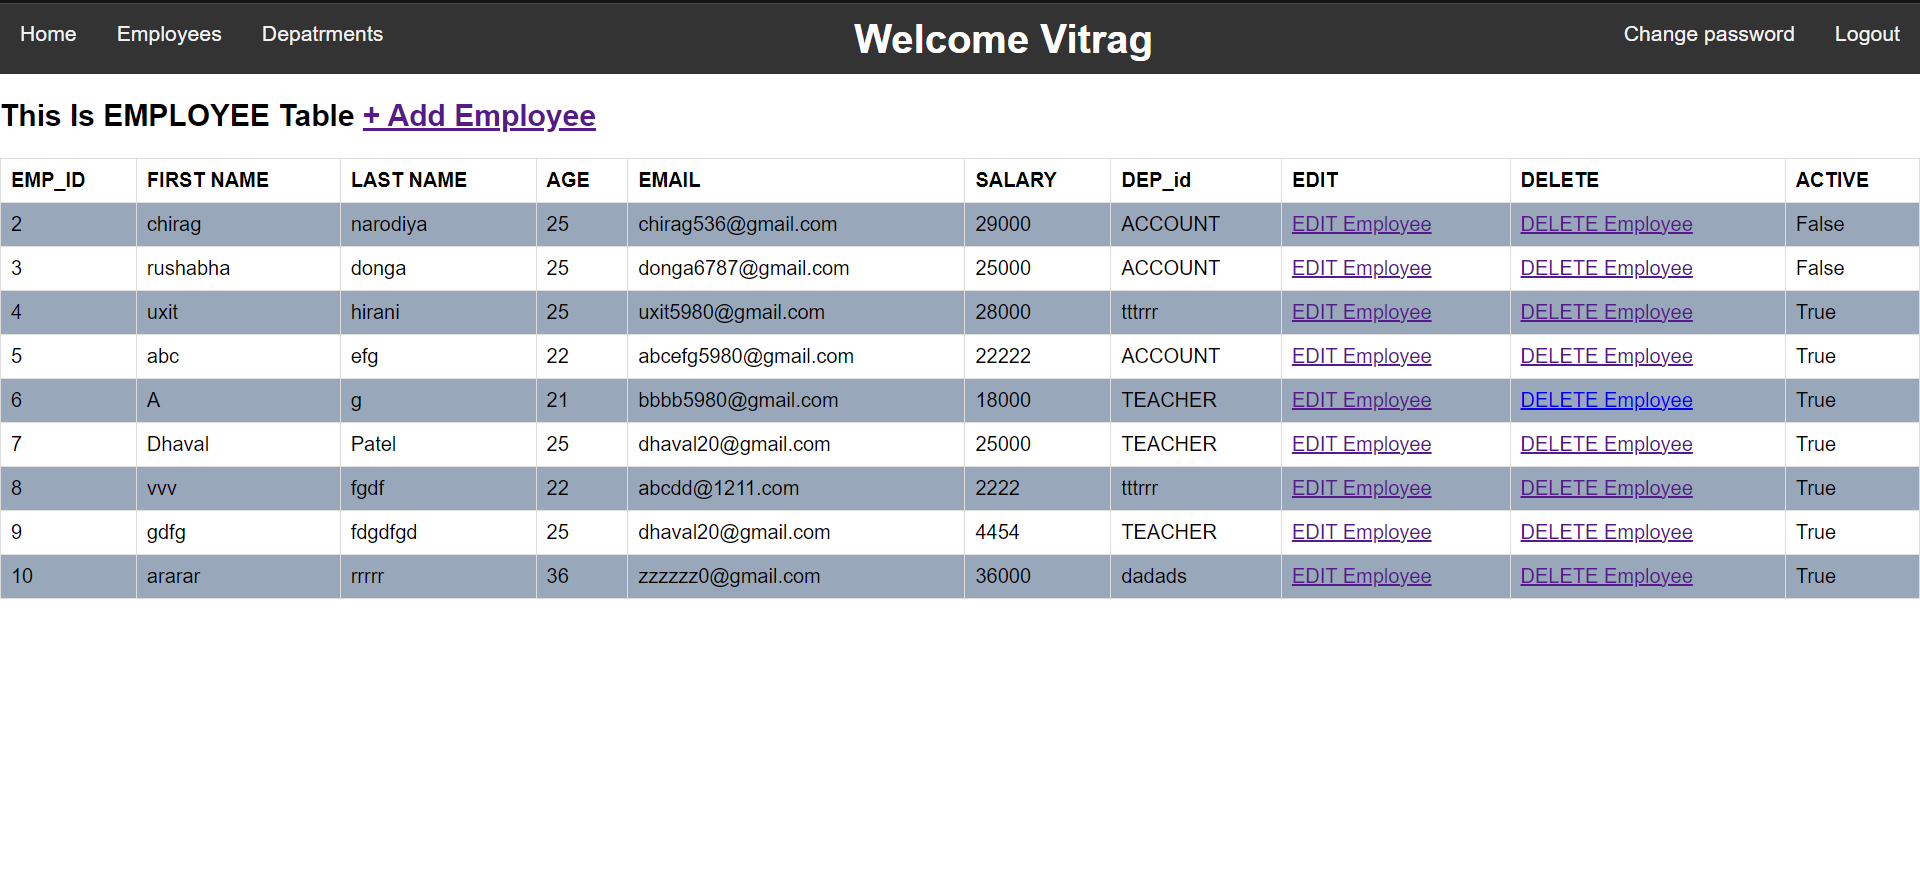 Home Employees Depatrments Welcome Vitrag Change password Logout
This Is EMPLOYEE Table + Add Employee
EMP_ID FIRST NAME LAST NAME AGE EMAIL SALARY DEP_id EDIT DELETE ACTIVE
2 chirag narodiya 25 chirag536@gmail.com 29000 ACCOUNT EDIT Employee DELETE Employee False
3 rushabha donga 25 donga6787@gmail.com 25000 ACCOUNT EDIT Employee DELETE Employee False
4 uxit hirani 25 uxit5980@gmail.com 28000 tttrrr EDIT Employee DELETE Employee True
5 abc efg 22 abcefg5980@gmail.com 22222 ACCOUNT EDIT Employee DELETE Employee True
6 A g 21 bbbb5980@gmail.com 18000 TEACHER EDIT Employee DELETE Employee True
7 Dhaval Patel 25 dhaval20@gmail.com 25000 TEACHER EDIT Employee DELETE Employee True
8 vvv fgdf 22 abcdd@1211.com 2222 tttrrr EDIT Employee DELETE Employee True
9 gdfg fdgdfgd 25 dhaval20@gmail.com 4454 TEACHER EDIT Employee DELETE Employee True
10 ararar rrrrr 36 zzzzzz0@gmail.com 36000 dadads EDIT Employee DELETE Employee True